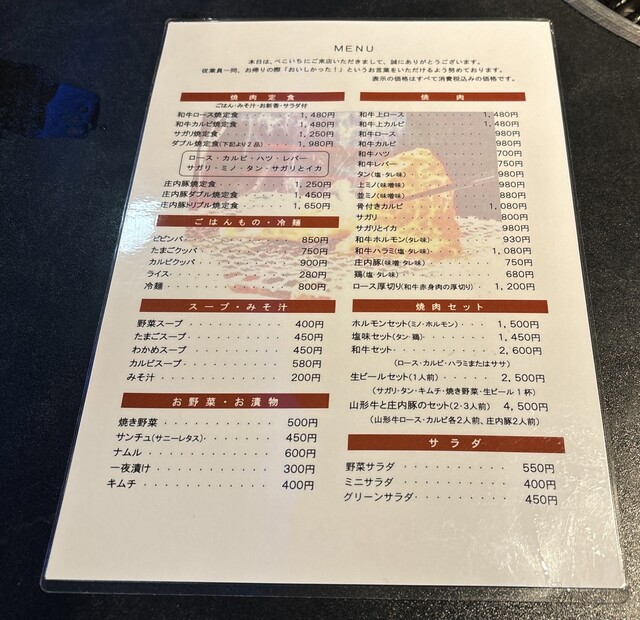 MENU
本日は、べこいちにご来店いただきまして、誠にありがとうございます。
従業員一同、お帰りの際「おいしかった！」というお言葉をいただけるよう努めております。
表示の価格はすべて消費税込みの価格です。
焼肉定食
ごはん・みそ汁・お新香・サラダ付
和牛ロース焼定食 1,480円
和牛カルビ焼定食 1,480円
サガリ焼定食 1,250円
ダブル焼定食(下記より2品) 1,980円
ロース・カルビ・ハツ・レバー
サガリ・ミノ・タン・サガリとイカ
庄内豚焼定食 1,250円
庄内豚ダブル焼定食 1,450円
庄内豚トリプル焼定食 1,650円
ごはんもの・冷麺
ビビンバ 850円
たまごクッパ 750円
カルビクッパ 900円
ライス 280円
冷麺 800円
スープ・みそ汁
野菜スープ 400円
たまごスープ 450円
わかめスープ 450円
カルビスープ 580円
みそ汁 200円
お野菜・お漬物
焼き野菜 500円
サンチュ(サニーレタス) 450円
ナムル 600円
一夜漬け 300円
キムチ 400円
焼肉
和牛上ロース 1,480円
和牛上カルビ 1,480円
和牛ロース 980円
和牛カルビ 980円
和牛ハツ 700円
和牛レバー 750円
タン(塩・タレ味) 980円
上ミノ(味噌味) 980円
並ミノ(味噌味) 880円
骨付きカルビ 1,080円
サガリ 800円
サガリとイカ 980円
和牛ホルモン(タレ味) 930円
和牛ハラミ(塩・タレ味) 1,080円
庄内豚(味噌・タレ味) 750円
鶏(塩・タレ味) 680円
ロース厚切り(和牛赤身肉の厚切り) 1,200円
焼肉セット
ホルモンセット(ミノ・ホルモン) 1,500円
塩味セット(タン・鶏) 1,450円
和牛セット 2,600円
(ロース・カルビ・ハラミまたはササ)
生ビールセット(1人前) 2,500円
(サガリ・タン・キムチ・焼き野菜・生ビール1杯)
山形牛と庄内豚のセット(2・3人前) 4,500円
(山形牛ロース・カルビ各2人前、庄内豚2人前)
サラダ
野菜サラダ 550円
ミニサラダ 400円
グリーンサラダ 450円